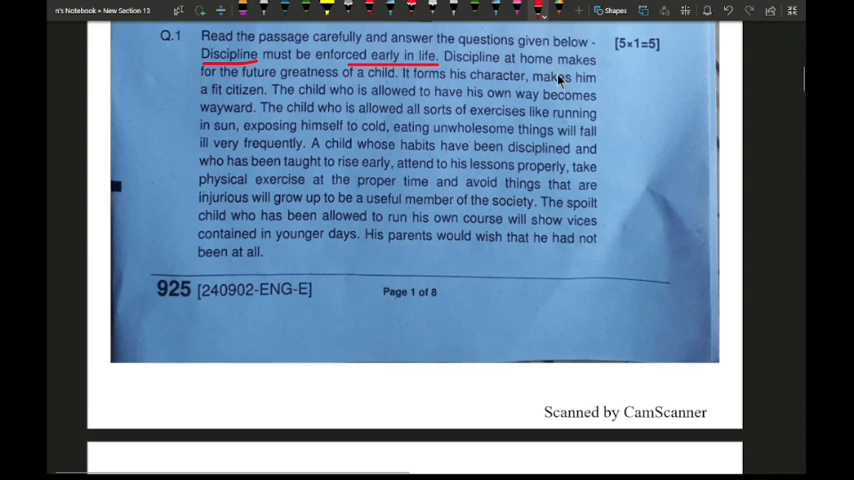 n's Notebook » New Section 13
Shapes
Q.1 Read the passage carefully and answer the questions given below - [5×1=5]
Discipline must be enforced early in life. Discipline at home makes
for the future greatness of a child. It forms his character, makes him
a fit citizen. The child who is allowed to have his own way becomes
wayward. The child who is allowed all sorts of exercises like running
in sun, exposing himself to cold, eating unwholesome things will fall
ill very frequently. A child whose habits have been disciplined and
who has been taught to rise early, attend to his lessons properly, take
physical exercise at the proper time and avoid things that are
injurious will grow up to be a useful member of the society. The spoilt
child who has been allowed to run his own course will show vices
contained in younger days. His parents would wish that he had not
been at all.
925 [240902-ENG-E] Page 1 of 8
Scanned by CamScanner